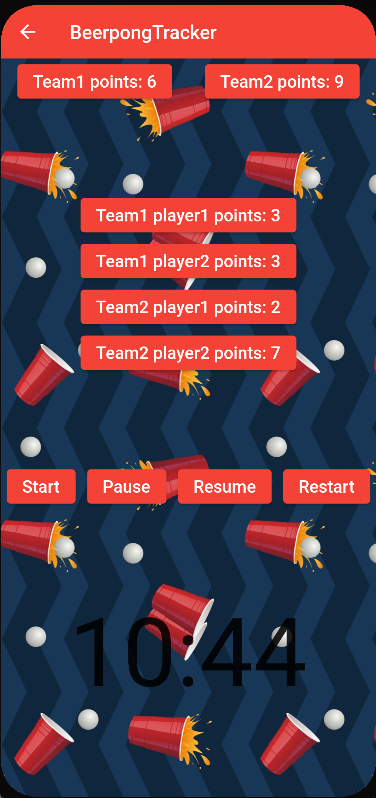 BeerpongTracker
Team1 points: 6 Team2 points: 9
Team1 player1 points: 3
Team1 player2 points: 3
Team2 player1 points: 2
Team2 player2 points: 7
Start Pause Resume Restart
10:44